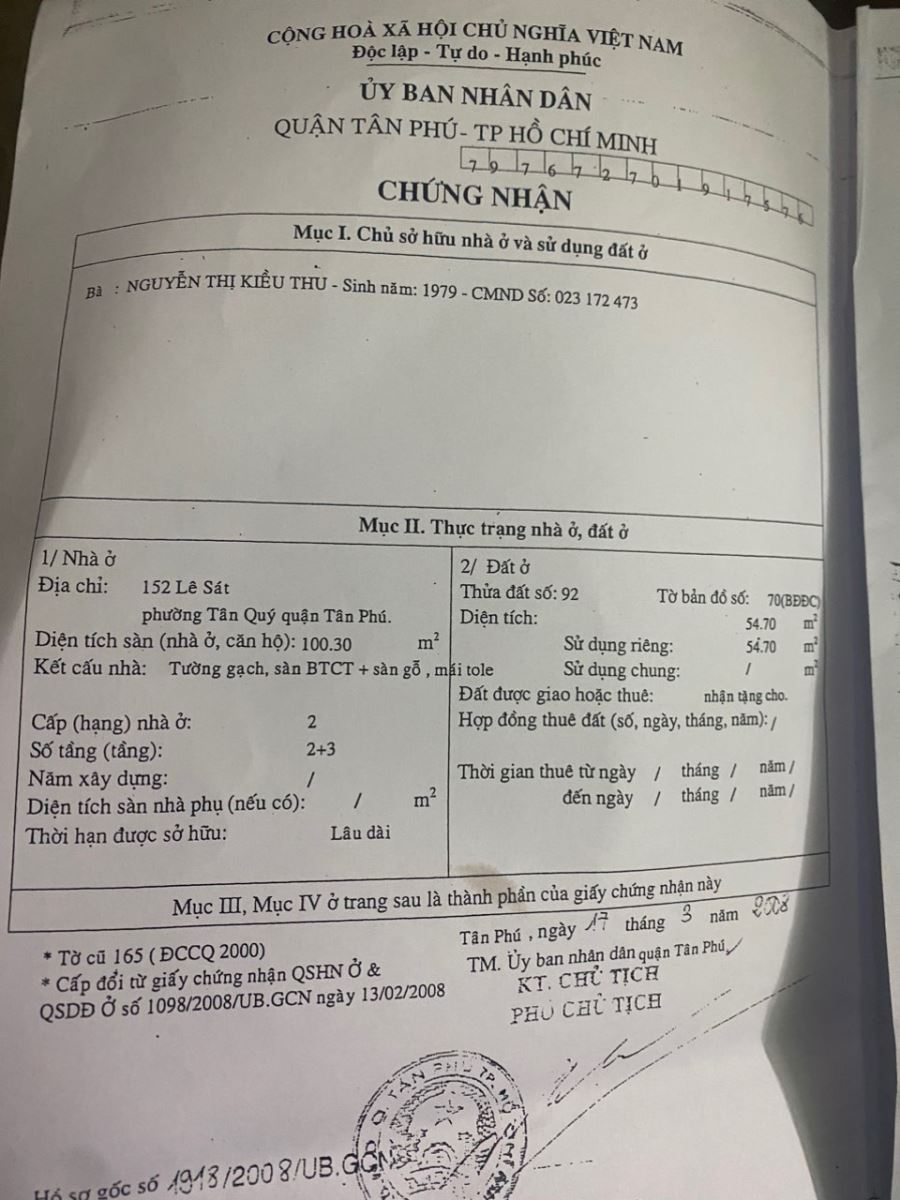 CỘNG HOÀ XÃ HỘI CHỦ NGHĨA VIỆT NAM
Độc lập - Tự do - Hạnh phúc
ỦY BAN NHÂN DÂN
QUẬN TÂN PHÚ- TP HỒ CHÍ MINH
7 9 7 6 7 2 7 0 1 9 1 7 5 7 6
CHỨNG NHẬN
Mục I. Chủ sở hữu nhà ở và sử dụng đất ở
Bà : NGUYỄN THỊ KIỀU THU - Sinh năm: 1979 - CMND Số: 023 172 473
Mục II. Thực trạng nhà ở, đất ở
1/ Nhà ở
Địa chỉ: 152 Lê Sát
phường Tân Quý quận Tân Phú.
Diện tích sàn (nhà ở, căn hộ): 100.30 m²
Kết cấu nhà: Tường gạch, sàn BTCT + sàn gỗ , mái tole
Cấp (hạng) nhà ở: 2
Số tầng (tầng): 2+3
Năm xây dựng: /
Diện tích sàn nhà phụ (nếu có): / m²
Thời hạn được sở hữu: Lâu dài
2/ Đất ở
Thửa đất số: 92 Tờ bản đồ số: 70(BĐĐC)
Diện tích: 54.70 m²
Sử dụng riêng: 54.70 m²
Sử dụng chung: / m²
Đất được giao hoặc thuê: nhận tặng cho.
Hợp đồng thuê đất (số, ngày, tháng, năm): /
Thời gian thuê từ ngày / tháng / năm /
đến ngày / tháng / năm /
Mục III, Mục IV ở trang sau là thành phần của giấy chứng nhận này
* Tờ cũ 165 ( ĐCCQ 2000)
* Cấp đổi từ giấy chứng nhận QSHN Ở &
QSDĐ Ở số 1098/2008/UB.GCN ngày 13/02/2008
Tân Phú , ngày 17 tháng 3 năm 2008
TM. Ủy ban nhân dân quận Tân Phú
KT. CHỦ TỊCH
PHÓ CHỦ TỊCH
Q TÂN PHÚ TP. HỒ
Hồ sơ gốc số 1918/2008/UB.GCN